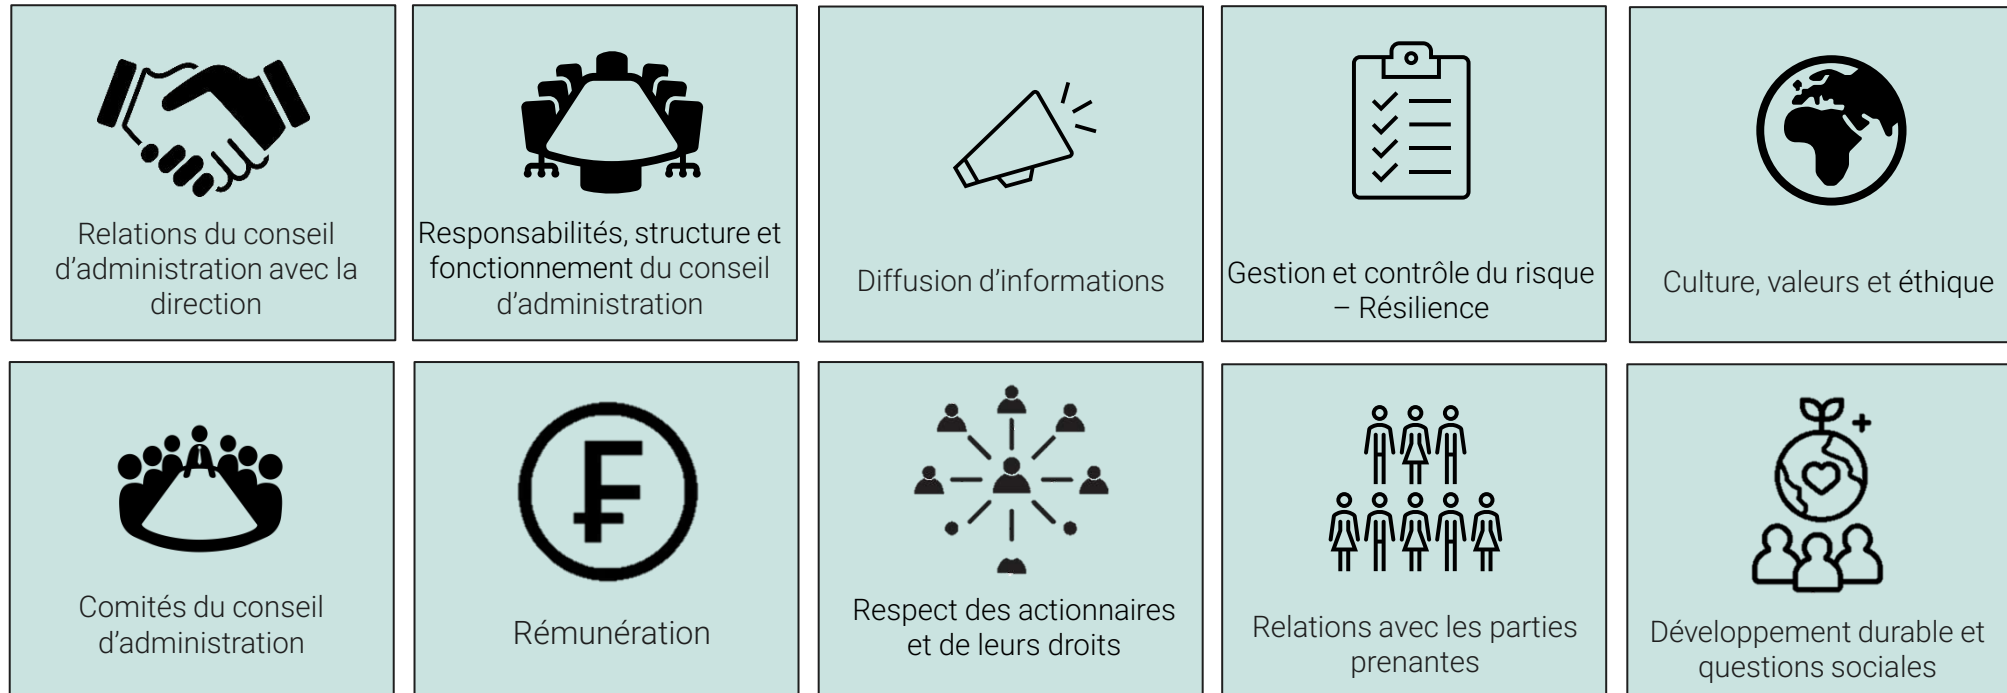 Relations du conseil
d’administration avec la
direction
Responsabilités, structure et
fonctionnement du conseil
d’administration
Diffusion d’informations
Gestion et contrôle du risque
– Résilience
Culture, valeurs et éthique
Comités du conseil
d’administration
Rémunération
Respect des actionnaires
et de leurs droits
Relations avec les parties
prenantes
Développement durable et
questions sociales